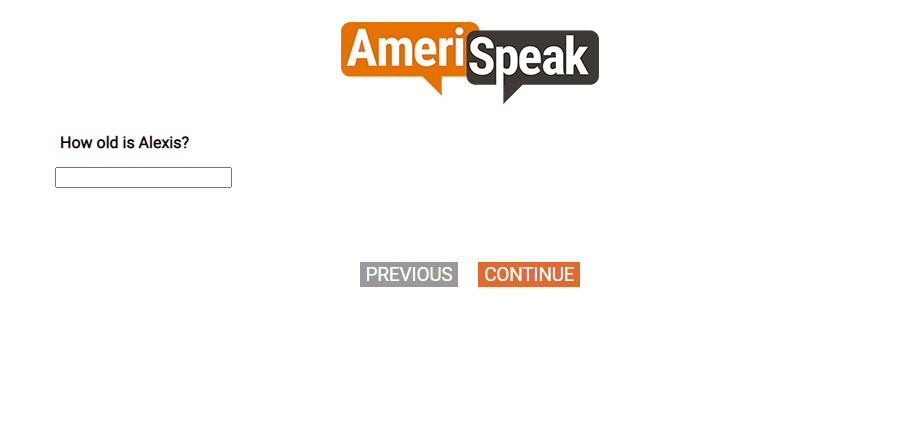 AmeriSpeak
How old is Alexis?
PREVIOUS CONTINUE